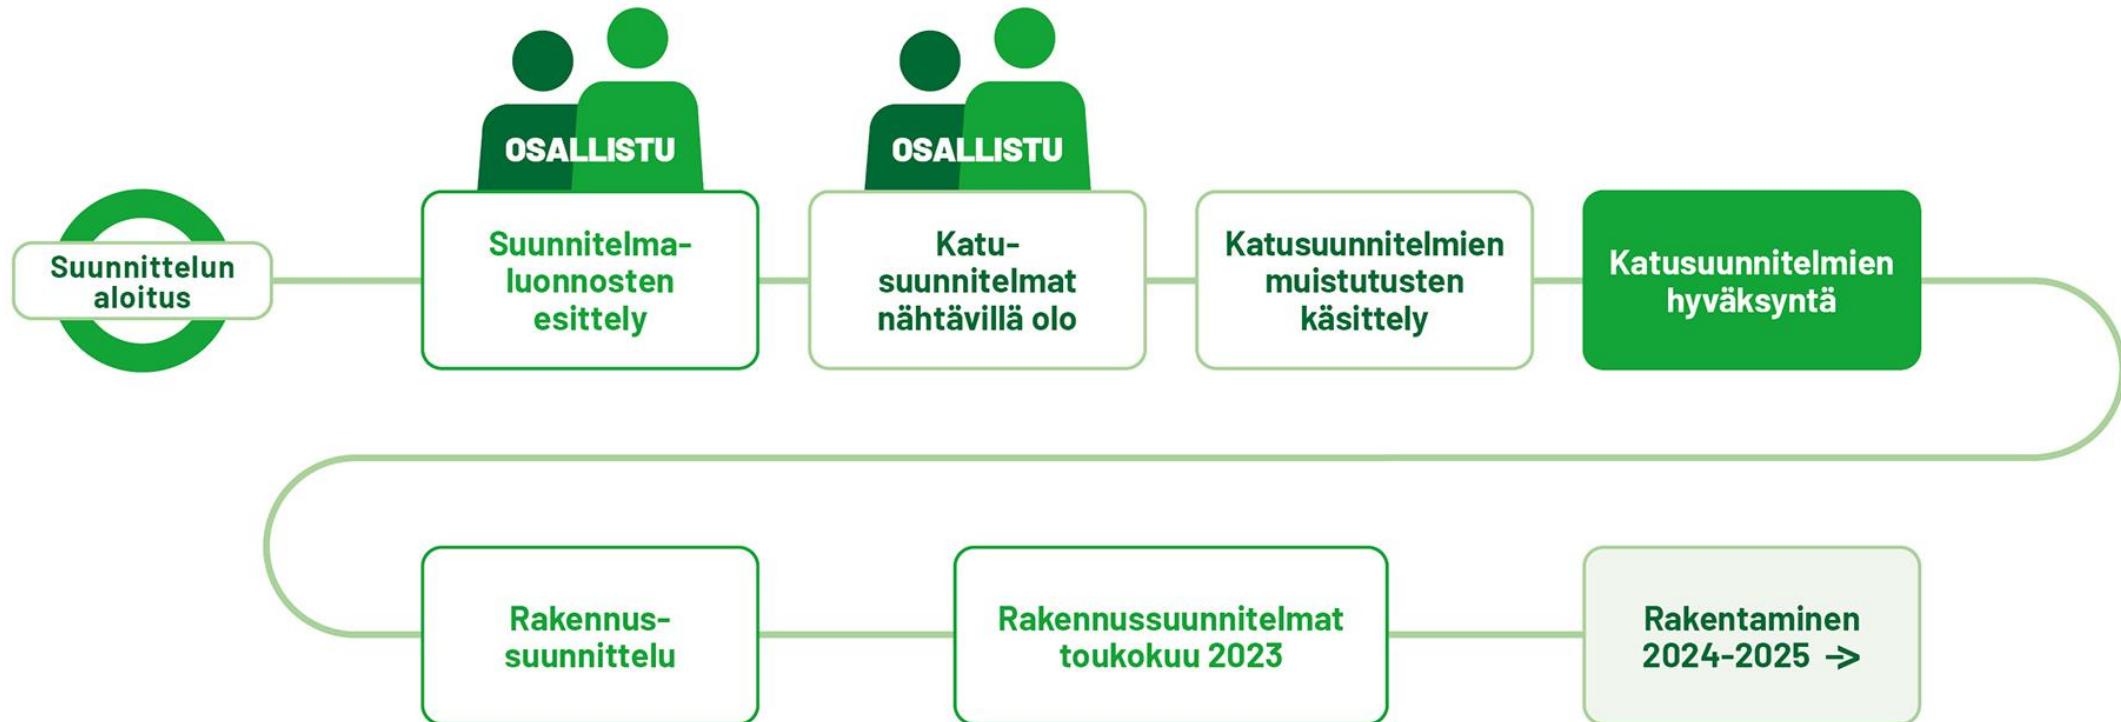 OSALLISTU
OSALLISTU
Suunnittelun
aloitus
Suunnitelma-
luonnosten
esittely
Katu-
suunnitelmat
nähtävillä olo
Katusuunnitelmien
muistutusten
käsittely
Katusuunnitelmien
hyväksyntä
Rakennus-
suunnittelu
Rakennussuunnitelmat
toukokuu 2023
Rakentaminen
2024-2025 →